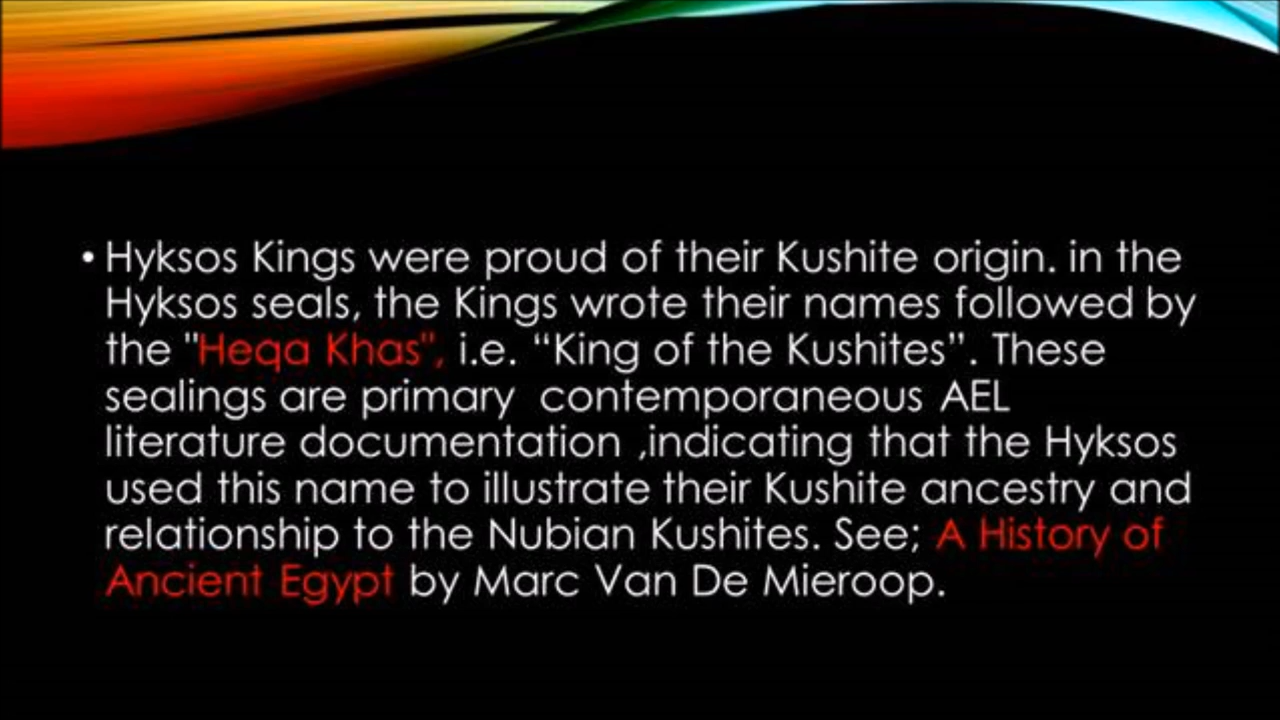 • Hyksos Kings were proud of their Kushite origin. in the
Hyksos seals, the Kings wrote their names followed by
the "Heqa Khas", i.e. “King of the Kushites”. These
sealings are primary  contemporaneous AEL
literature documentation ,indicating that the Hyksos
used this name to illustrate their Kushite ancestry and
relationship to the Nubian Kushites. See; A History of
Ancient Egypt by Marc Van De Mieroop.